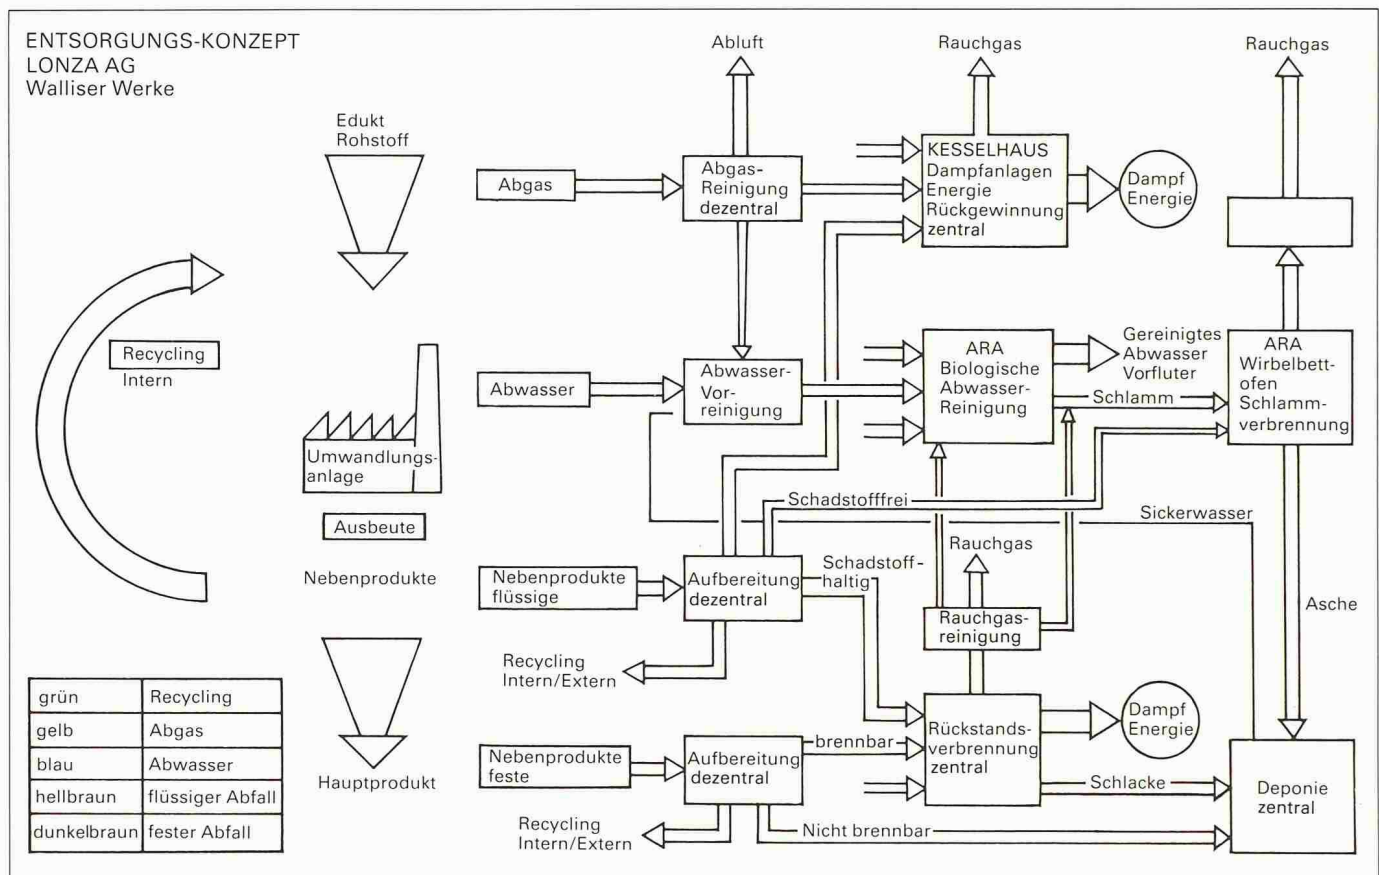 ENTSORGUNGS-KONZEPT
LONZA AG
Walliser Werke
Edukt
Rohstoff
Recycling
Intern
Umwandlungs-
anlage
Ausbeute
Nebenprodukte
Hauptprodukt
grün
Recycling
gelb
Abgas
blau
Abwasser
hellbraun
flüssiger Abfall
dunkelbraun
fester Abfall
Abluft
Rauchgas
Rauchgas
Abgas
Abgas-
Reinigung
dezentral
KESSELHAUS
Dampfanlagen
Energie
Rückgewinnung
zentral
Dampf
Energie
Abwasser
Abwasser-
Vor-
reinigung
ARA
Biologische
Abwasser-
Reinigung
Gereinigtes
Abwasser
Vorfluter
Schlamm
ARA
Wirbelbett-
ofen
Schlamm-
verbrennung
Schadstofffrei
Sickerwasser
Nebenprodukte
flüssige
Aufbereitung
dezentral
Schadstoff-
haltig
Rauchgas
Rauchgas-
reinigung
Asche
Recycling
Intern/Extern
Nebenprodukte
feste
Aufbereitung
dezentral
brennbar
Rückstands-
verbrennung
zentral
Dampf
Energie
Schlacke
Deponie
zentral
Recycling
Intern/Extern
Nicht brennbar